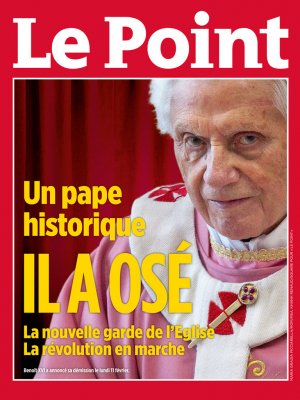 Le Point
Un pape
historique
IL A OSÉ
La nouvelle garde de l'Église
La révolution en marche
Benoît XVI a annoncé sa démission le lundi 11 février.